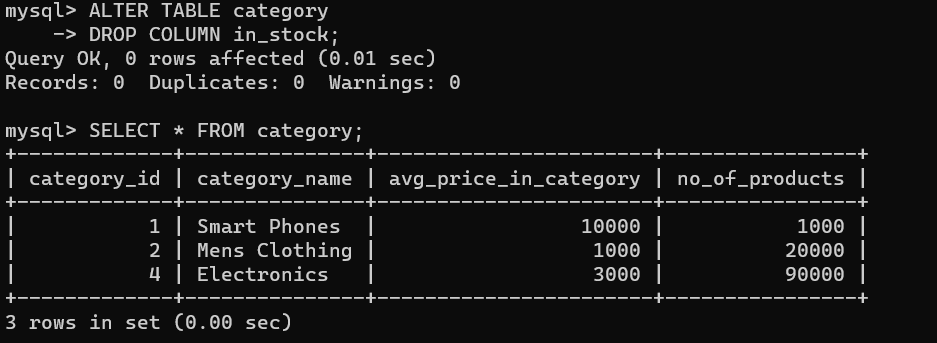 mysql> ALTER TABLE category
    -> DROP COLUMN in_stock;
Query OK, 0 rows affected (0.01 sec)
Records: 0  Duplicates: 0  Warnings: 0

mysql> SELECT * FROM category;
+-------------+---------------+-----------------------+----------------+
| category_id | category_name | avg_price_in_category | no_of_products |
+-------------+---------------+-----------------------+----------------+
|           1 | Smart Phones  |                 10000 |           1000 |
|           2 | Mens Clothing |                  1000 |          20000 |
|           4 | Electronics   |                  3000 |          90000 |
+-------------+---------------+-----------------------+----------------+
3 rows in set (0.00 sec)